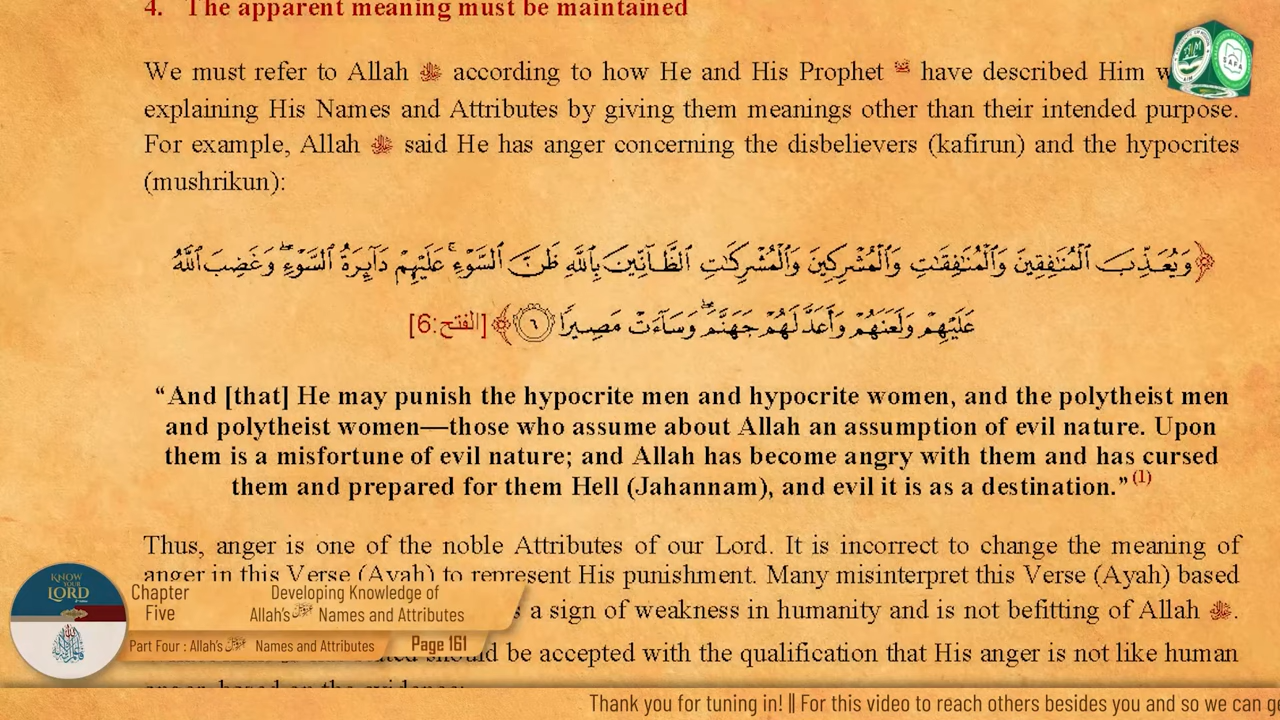 4. The apparent meaning must be maintained
We must refer to Allah ﷻ according to how He and His Prophet ﷺ have described Him
explaining His Names and Attributes by giving them meanings other than their intended purpose.
For example, Allah ﷻ said He has anger concerning the disbelievers (kafirun) and the hypocrites
(mushrikun):
﴿وَيُعَذِّبَ ٱلْمُنَٰفِقِينَ وَٱلْمُنَٰفِقَٰتِ وَٱلْمُشْرِكِينَ وَٱلْمُشْرِكَٰتِ ٱلظَّآنِّينَ بِٱللَّهِ ظَنَّ ٱلسَّوْءِ ۚ عَلَيْهِمْ دَآئِرَةُ ٱلسَّوْءِ ۖ وَغَضِبَ ٱللَّهُ
عَلَيْهِمْ وَلَعَنَهُمْ وَأَعَدَّ لَهُمْ جَهَنَّمَ ۖ وَسَآءَتْ مَصِيرًا ٦﴾ [الفتح:6]
“And [that] He may punish the hypocrite men and hypocrite women, and the polytheist men
and polytheist women—those who assume about Allah an assumption of evil nature. Upon
them is a misfortune of evil nature; and Allah has become angry with them and has cursed
them and prepared for them Hell (Jahannam), and evil it is as a destination.” (1)
Thus, anger is one of the noble Attributes of our Lord. It is incorrect to change the meaning of
anger in this Verse (Ayah) to represent His punishment. Many misinterpret this Verse (Ayah) based
s a sign of weakness in humanity and is not befitting of Allah ﷻ.
should be accepted with the qualification that His anger is not like human
anger, based on the evidence:
KNOW
YOUR
LORD
Chapter
Five
Developing Knowledge of
Allah's ﷻ Names and Attributes
Part Four : Allah's ﷻ Names and Attributes
Page 161
Thank you for tuning in! || For this video to reach others besides you and so we can